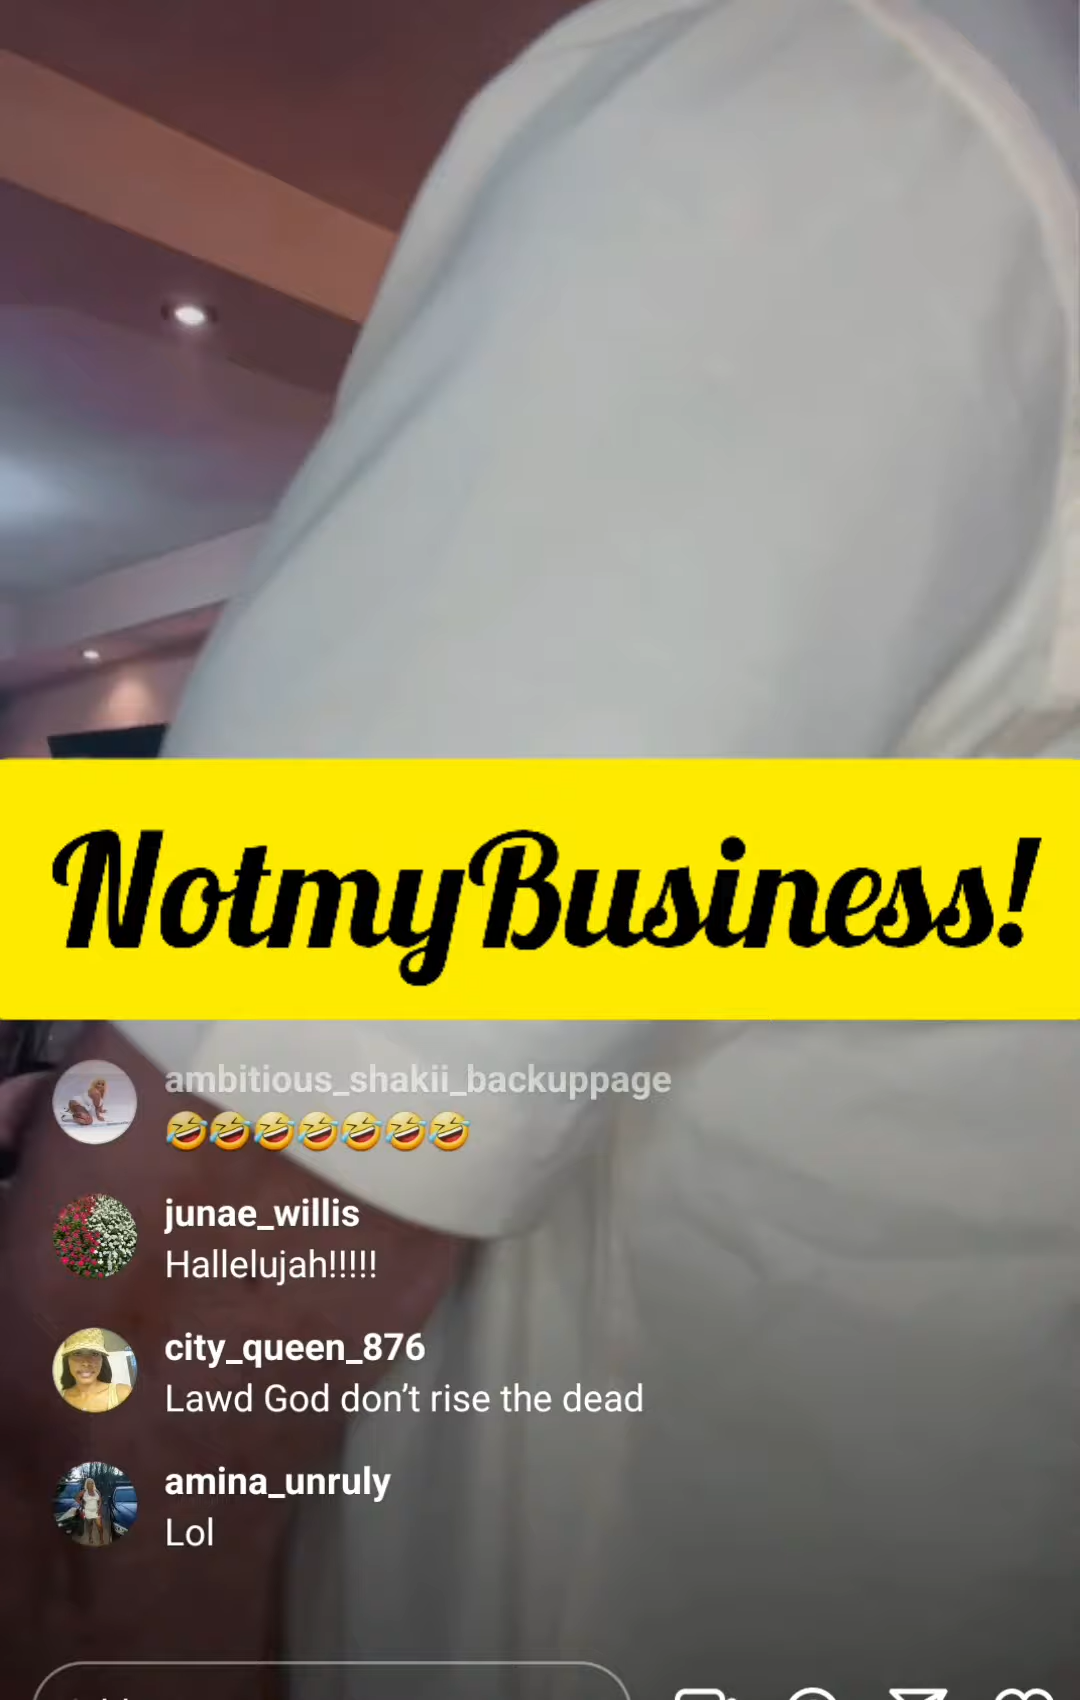 NotmyBusiness!
ambitious_shakii_backuppage
🤣🤣🤣🤣🤣🤣🤣
junae_willis
Hallelujah!!!!!
city_queen_876
Lawd God don’t rise the dead
amina_unruly
Lol